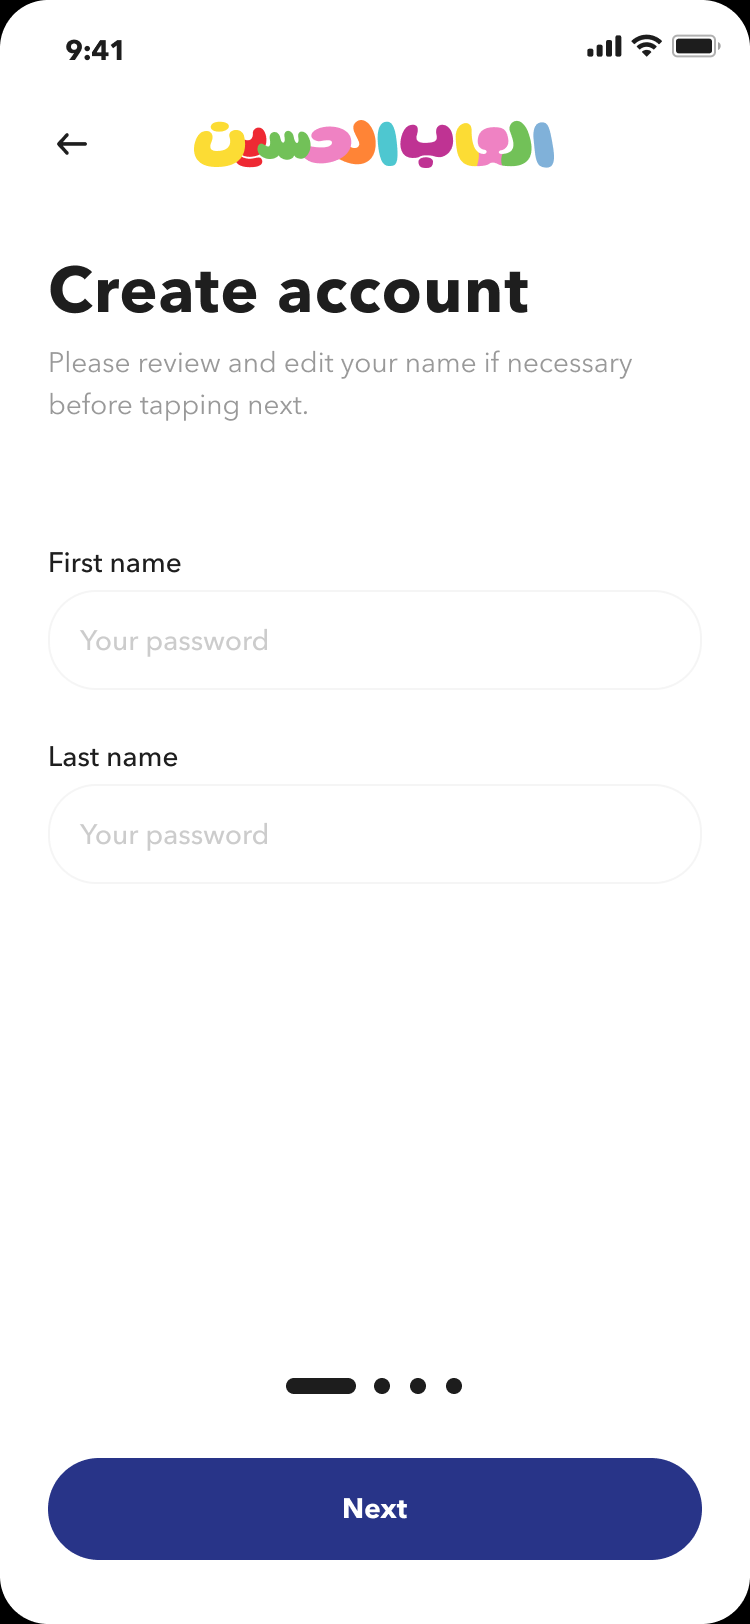 9:41
العاب الحسين
Create account
Please review and edit your name if necessary
before tapping next.
First name
Your password
Last name
Your password
Next